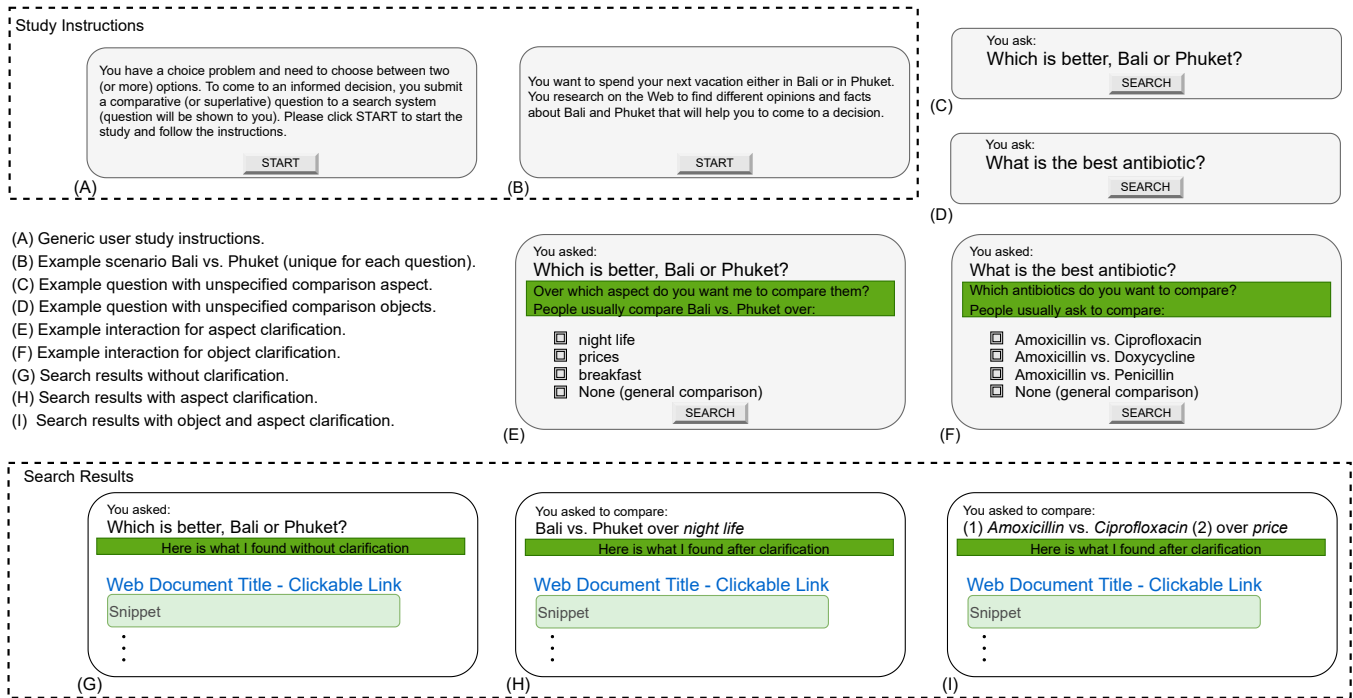 Study Instructions
You have a choice problem and need to choose between two
(or more) options. To come to an informed decision, you submit
a comparative (or superlative) question to a search system
(question will be shown to you). Please click START to start the
study and follow the instructions.
START
(A)
You want to spend your next vacation either in Bali or in Phuket.
You research on the Web to find different opinions and facts
about Bali and Phuket that will help you to come to a decision.
START
(B)
You ask:
Which is better, Bali or Phuket?
SEARCH
(C)
You ask:
What is the best antibiotic?
SEARCH
(D)
(A) Generic user study instructions.
(B) Example scenario Bali vs. Phuket (unique for each question).
(C) Example question with unspecified comparison aspect.
(D) Example question with unspecified comparison objects.
(E) Example interaction for aspect clarification.
(F) Example interaction for object clarification.
(G) Search results without clarification.
(H) Search results with aspect clarification.
(I) Search results with object and aspect clarification.
You asked:
Which is better, Bali or Phuket?
Over which aspect do you want me to compare them?
People usually compare Bali vs. Phuket over:
night life
prices
breakfast
None (general comparison)
SEARCH
(E)
You asked:
What is the best antibiotic?
Which antibiotics do you want to compare?
People usually ask to compare:
Amoxicillin vs. Ciprofloxacin
Amoxicillin vs. Doxycycline
Amoxicillin vs. Penicillin
None (general comparison)
SEARCH
(F)
Search Results
You asked:
Which is better, Bali or Phuket?
Here is what I found without clarification
Web Document Title - Clickable Link
Snippet
(G)
You asked to compare:
Bali vs. Phuket over night life
Here is what I found after clarification
Web Document Title - Clickable Link
Snippet
(H)
You asked to compare:
(1) Amoxicillin vs. Ciprofloxacin (2) over price
Here is what I found after clarification
Web Document Title - Clickable Link
Snippet
(I)